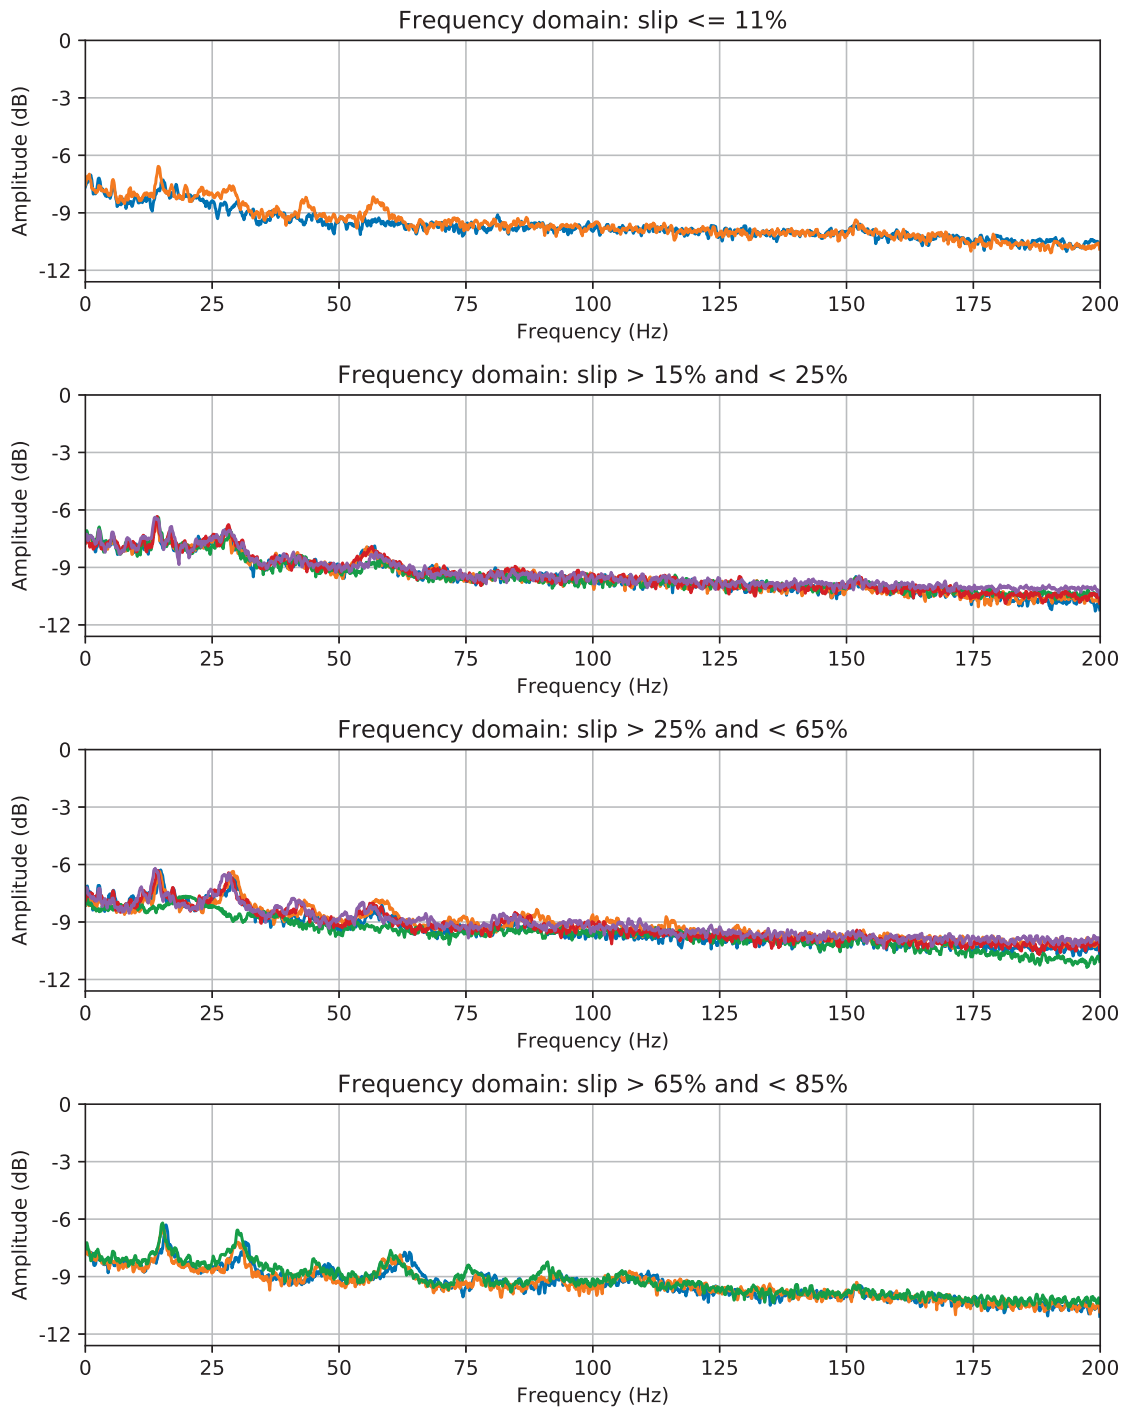 Frequency domain: slip <= 11%
0
-3
-6
-9
-12
Amplitude (dB)
0 25 50 75 100 125 150 175 200
Frequency (Hz)
Frequency domain: slip > 15% and < 25%
0
-3
-6
-9
-12
Amplitude (dB)
0 25 50 75 100 125 150 175 200
Frequency (Hz)
Frequency domain: slip > 25% and < 65%
0
-3
-6
-9
-12
Amplitude (dB)
0 25 50 75 100 125 150 175 200
Frequency (Hz)
Frequency domain: slip > 65% and < 85%
0
-3
-6
-9
-12
Amplitude (dB)
0 25 50 75 100 125 150 175 200
Frequency (Hz)